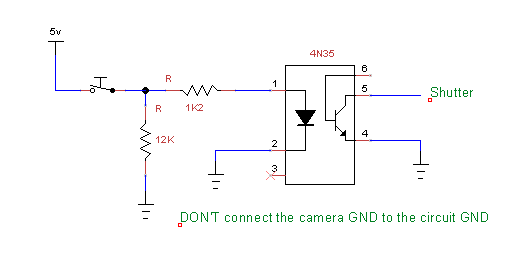 5v
4N35
R
1
1K2
6
5
Shutter
R
12K
2
4
3
DON'T connect the camera GND to the circuit GND